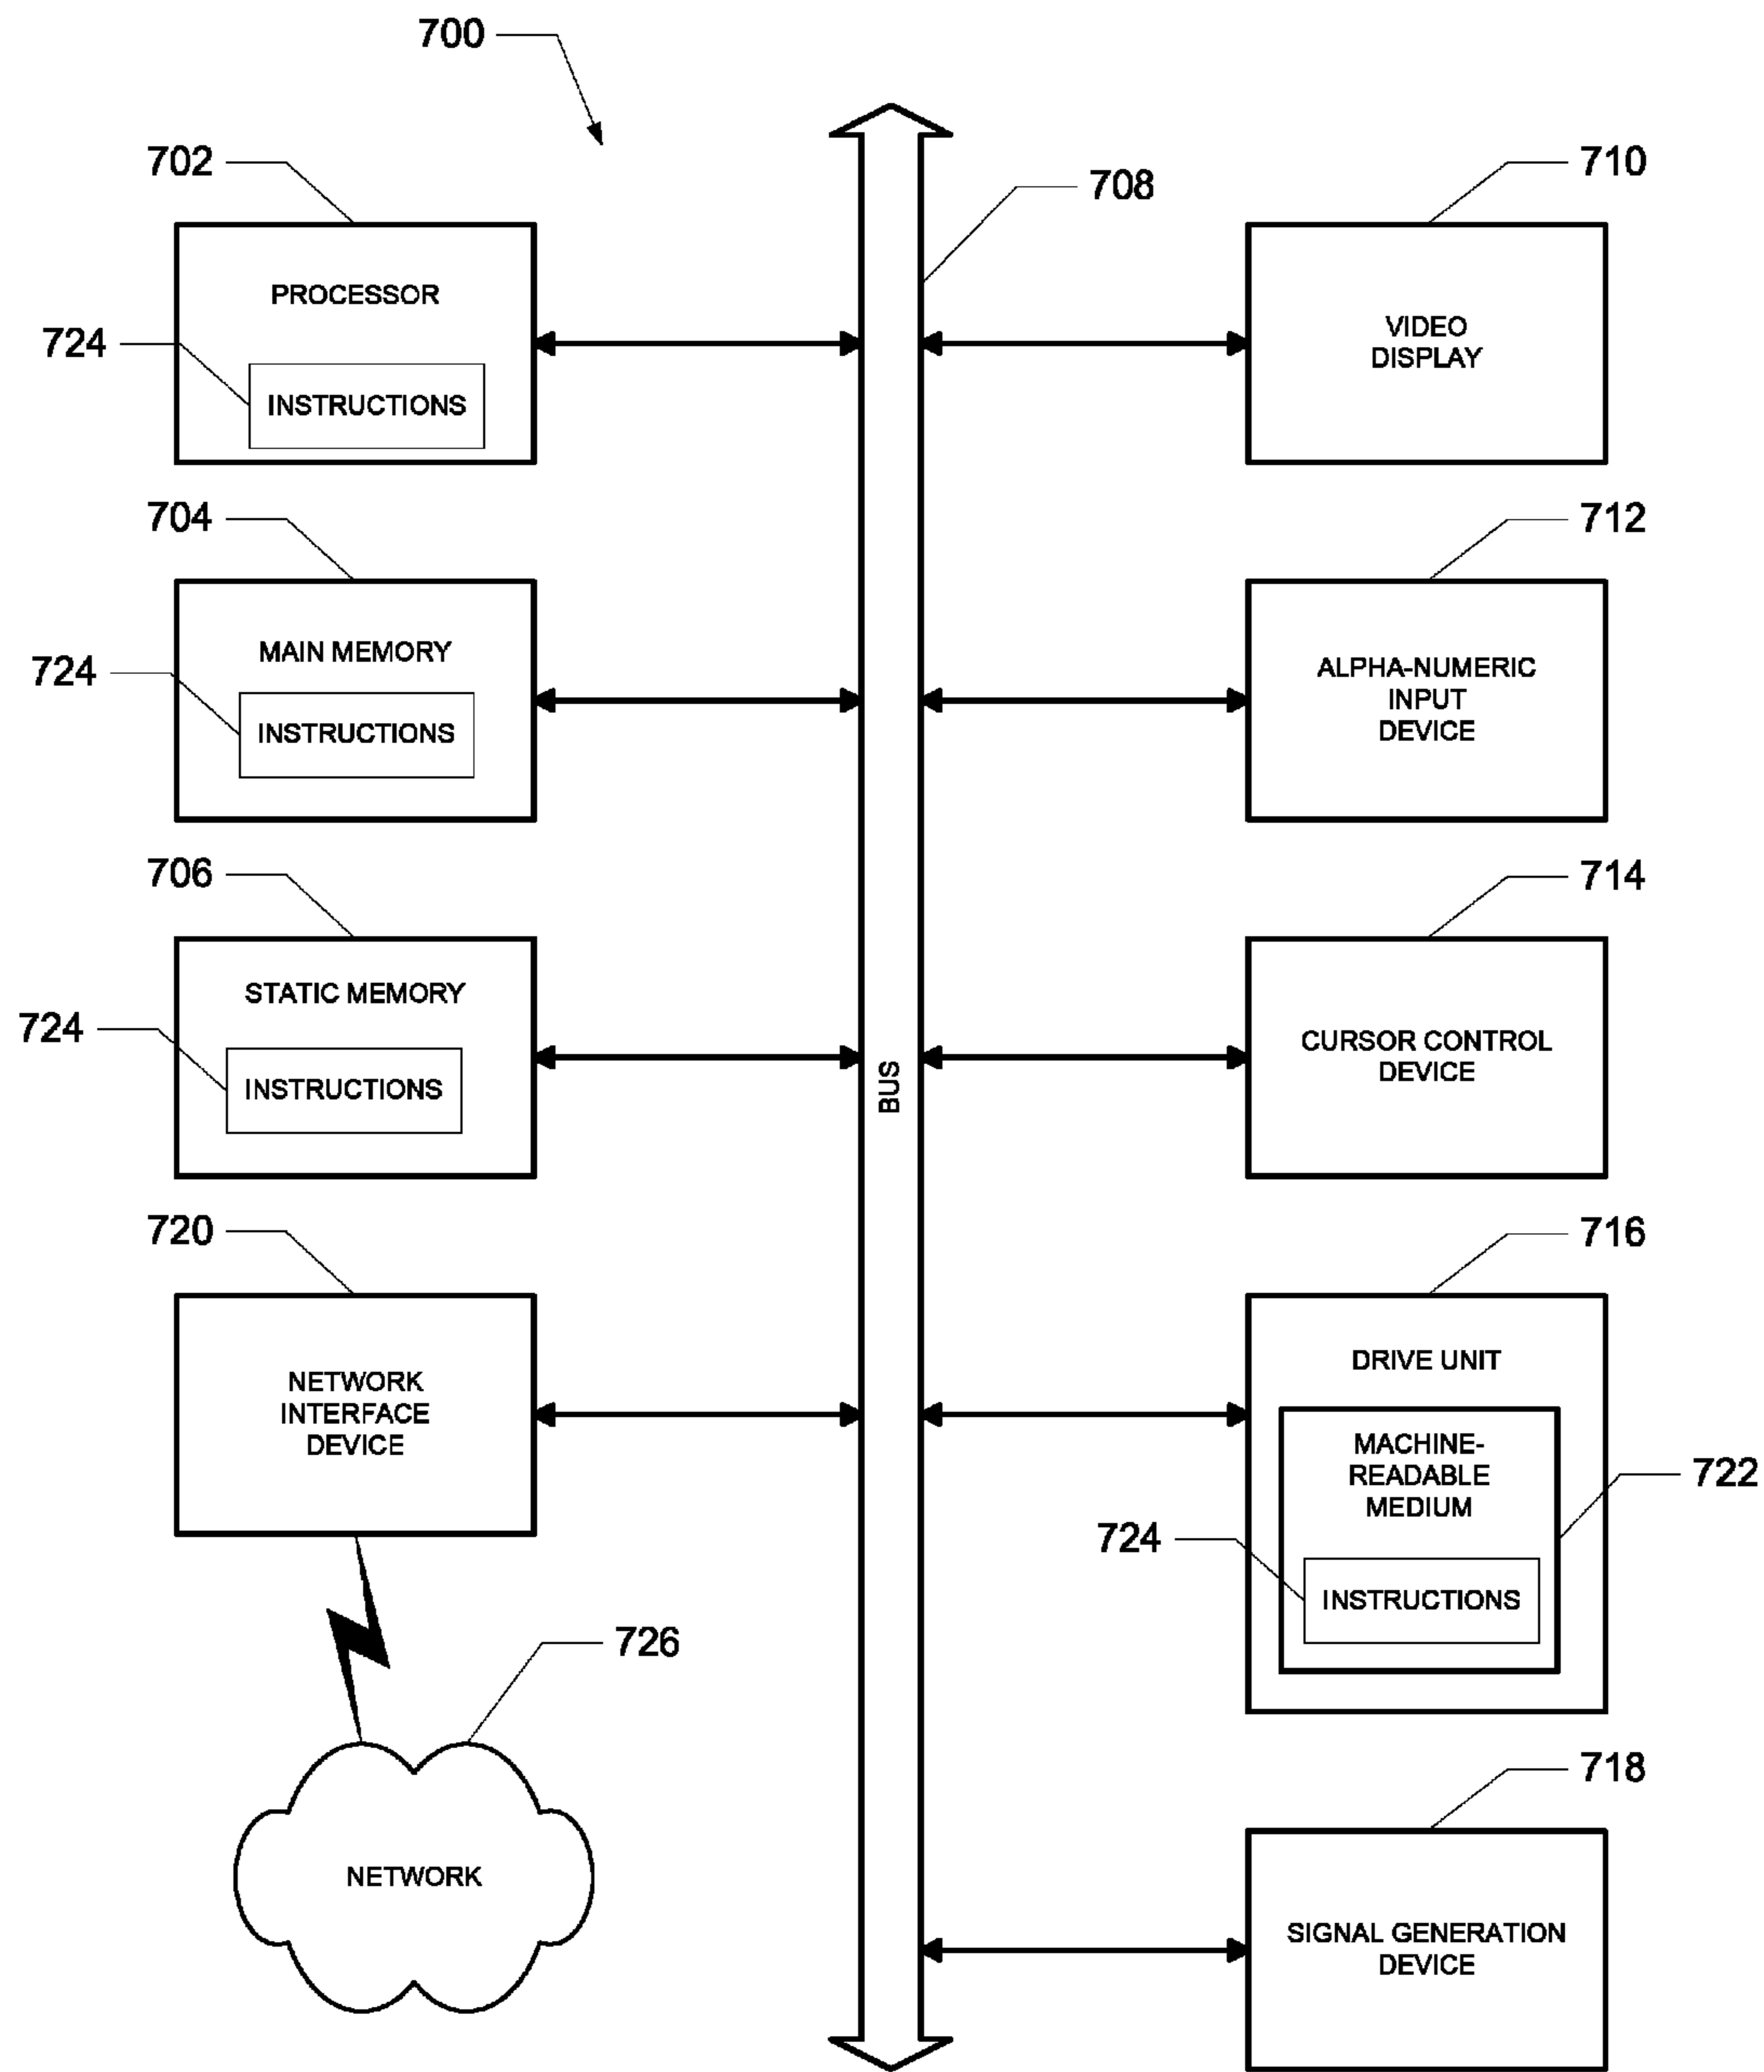 700
702
708
710
PROCESSOR
724
INSTRUCTIONS
VIDEO
DISPLAY
704
712
MAIN MEMORY
724
INSTRUCTIONS
ALPHA-NUMERIC
INPUT
DEVICE
706
714
STATIC MEMORY
724
INSTRUCTIONS
BUS
CURSOR CONTROL
DEVICE
720
716
NETWORK
INTERFACE
DEVICE
DRIVE UNIT
MACHINE-
READABLE
MEDIUM
722
724
INSTRUCTIONS
726
NETWORK
718
SIGNAL GENERATION
DEVICE